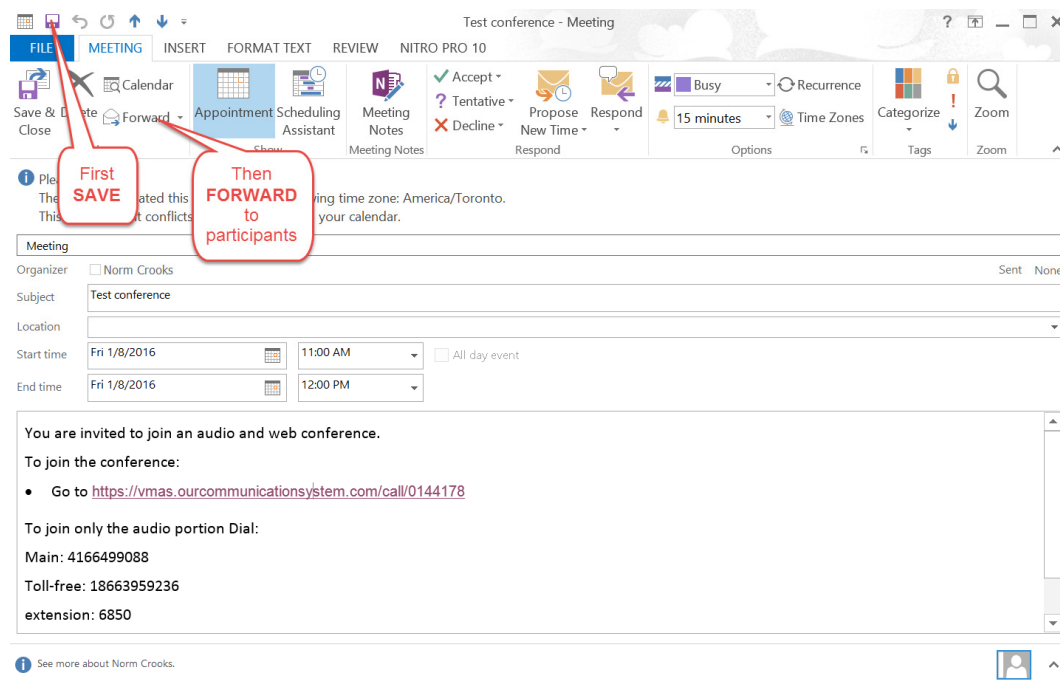 Test conference - Meeting
?
FILE MEETING INSERT FORMAT TEXT REVIEW NITRO PRO 10
Save & D ete
Close
Calendar
Forward
Appointment Scheduling
Assistant
Show
Meeting
Notes
Meeting Notes
Accept
? Tentative
Decline
Propose
New Time
Respond
Respond
Busy
15 minutes
Recurrence
Time Zones
Options
Categorize
Tags
Zoom
Zoom
First
SAVE
Then
FORWARD
to
participants
Ple
The ated this ving time zone: America/Toronto.
This t conflicts your calendar.
Meeting
Organizer Norm Crooks Sent None
Subject Test conference
Location
Start time Fri 1/8/2016 11:00 AM All day event
End time Fri 1/8/2016 12:00 PM
You are invited to join an audio and web conference.
To join the conference:
• Go to https://vmas.ourcommunicationsystem.com/call/0144178
To join only the audio portion Dial:
Main: 4166499088
Toll-free: 18663959236
extension: 6850
See more about Norm Crooks.